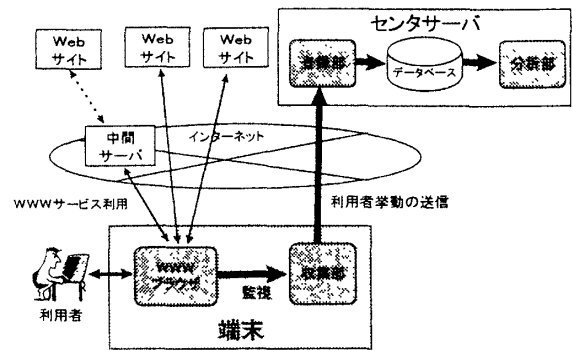 センタサーバ
Web
サイト
Web
サイト
Web
サイト
登録部
データベース
分析部
中間
サーバ
インターネット
WWWサービス利用
利用者挙動の送信
WWW
ブラウザ
監視
収集部
利用者
端末